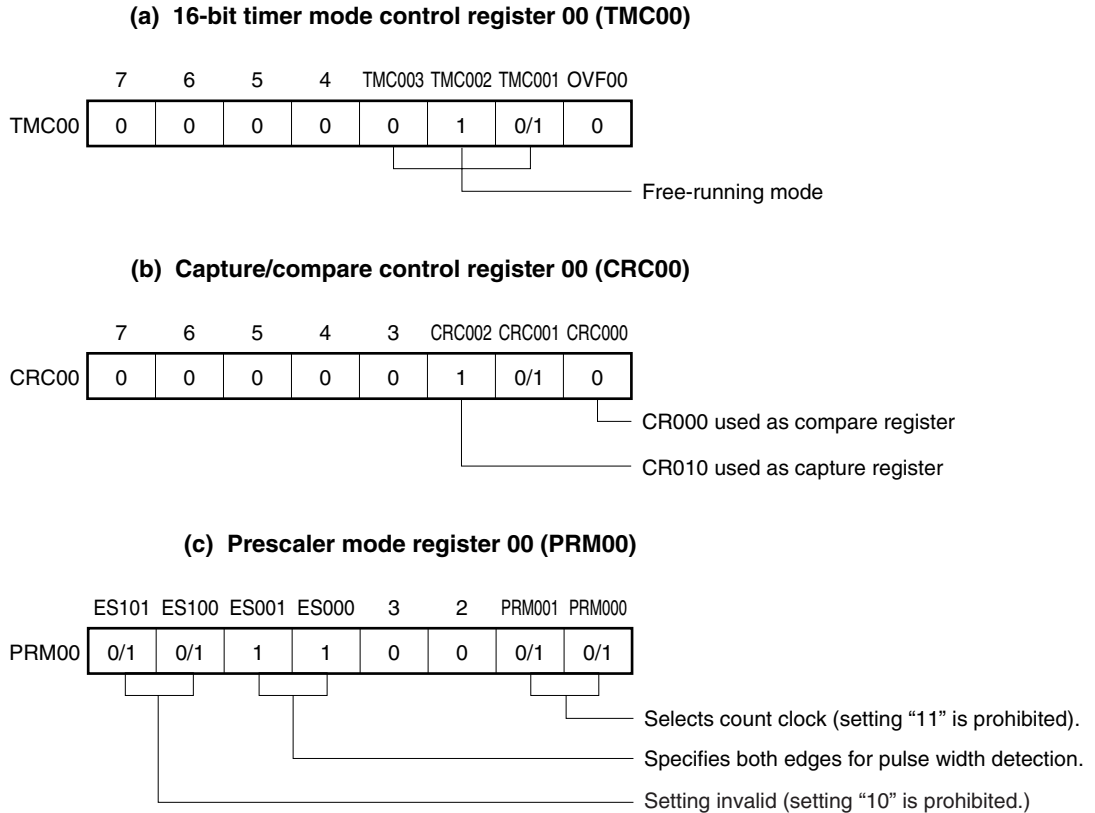 (a) 16-bit timer mode control register 00 (TMC00)
7 6 5 4 TMC003 TMC002 TMC001 OVF00
TMC00 0 0 0 0 0 1 0/1 0
Free-running mode
(b) Capture/compare control register 00 (CRC00)
7 6 5 4 3 CRC002 CRC001 CRC000
CRC00 0 0 0 0 0 1 0/1 0
CR000 used as compare register
CR010 used as capture register
(c) Prescaler mode register 00 (PRM00)
ES101 ES100 ES001 ES000 3 2 PRM001 PRM000
PRM00 0/1 0/1 1 1 0 0 0/1 0/1
Selects count clock (setting “11” is prohibited).
Specifies both edges for pulse width detection.
Setting invalid (setting “10” is prohibited.)